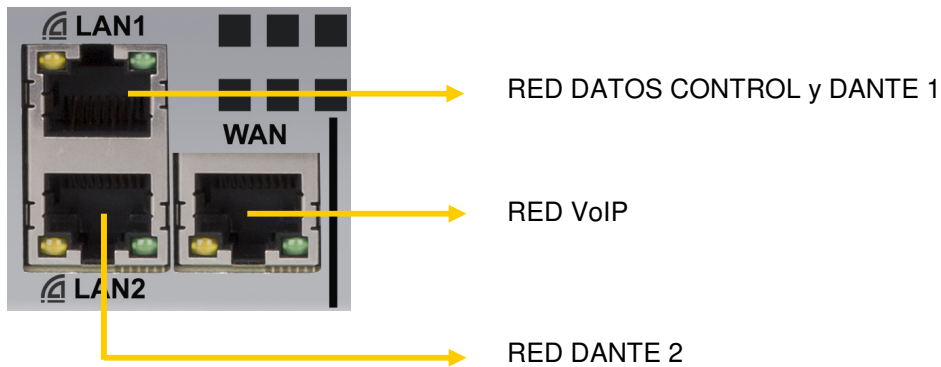 LAN1
RED DATOS CONTROL y DANTE 1
WAN
RED VoIP
LAN2
RED DANTE 2